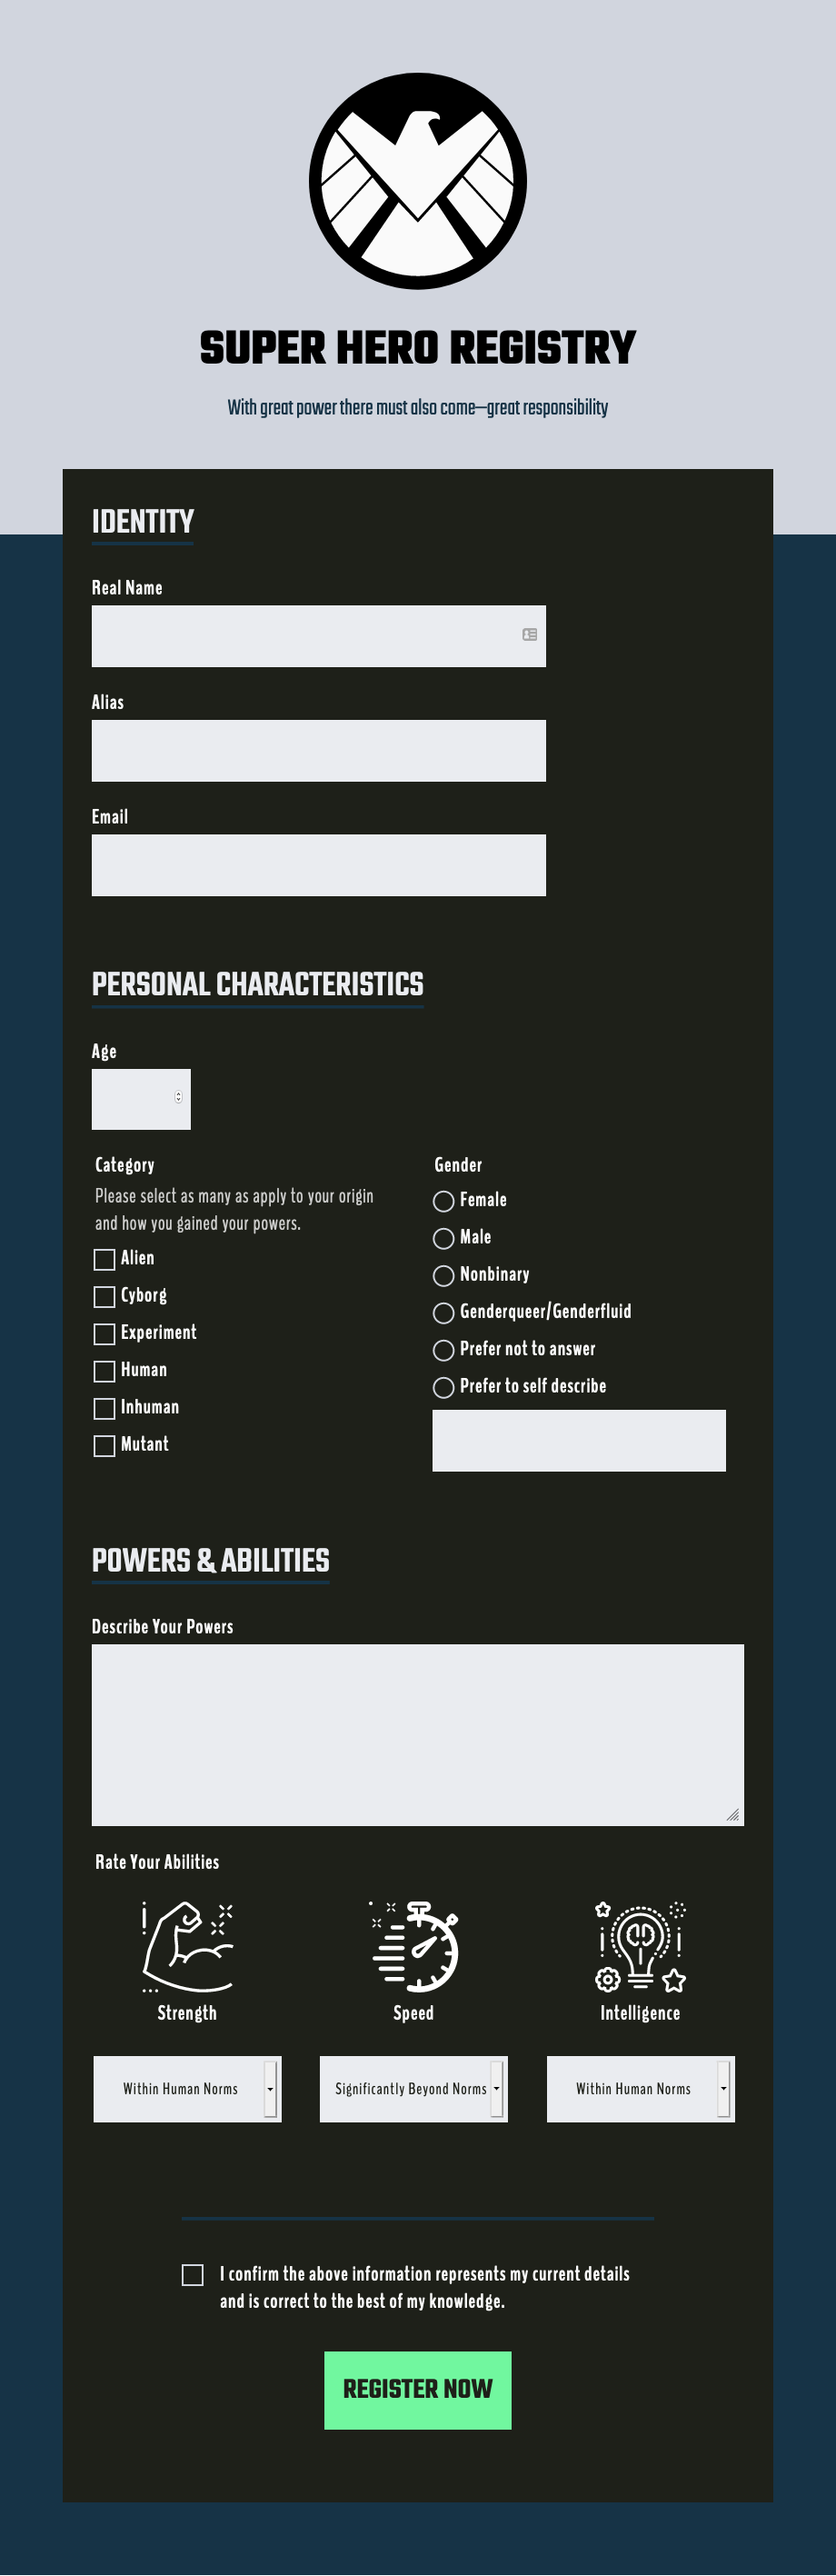 SUPER HERO REGISTRY
With great power there must also come—great responsibility
IDENTITY
Real Name
Alias
Email
PERSONAL CHARACTERISTICS
Age
Category
Please select as many as apply to your origin
and how you gained your powers.
Alien
Cyborg
Experiment
Human
Inhuman
Mutant
Gender
Female
Male
Nonbinary
Genderqueer/Genderfluid
Prefer not to answer
Prefer to self describe
POWERS & ABILITIES
Describe Your Powers
Rate Your Abilities
Strength
Speed
Intelligence
Within Human Norms
Significantly Beyond Norms
Within Human Norms
I confirm the above information represents my current details
and is correct to the best of my knowledge.
REGISTER NOW